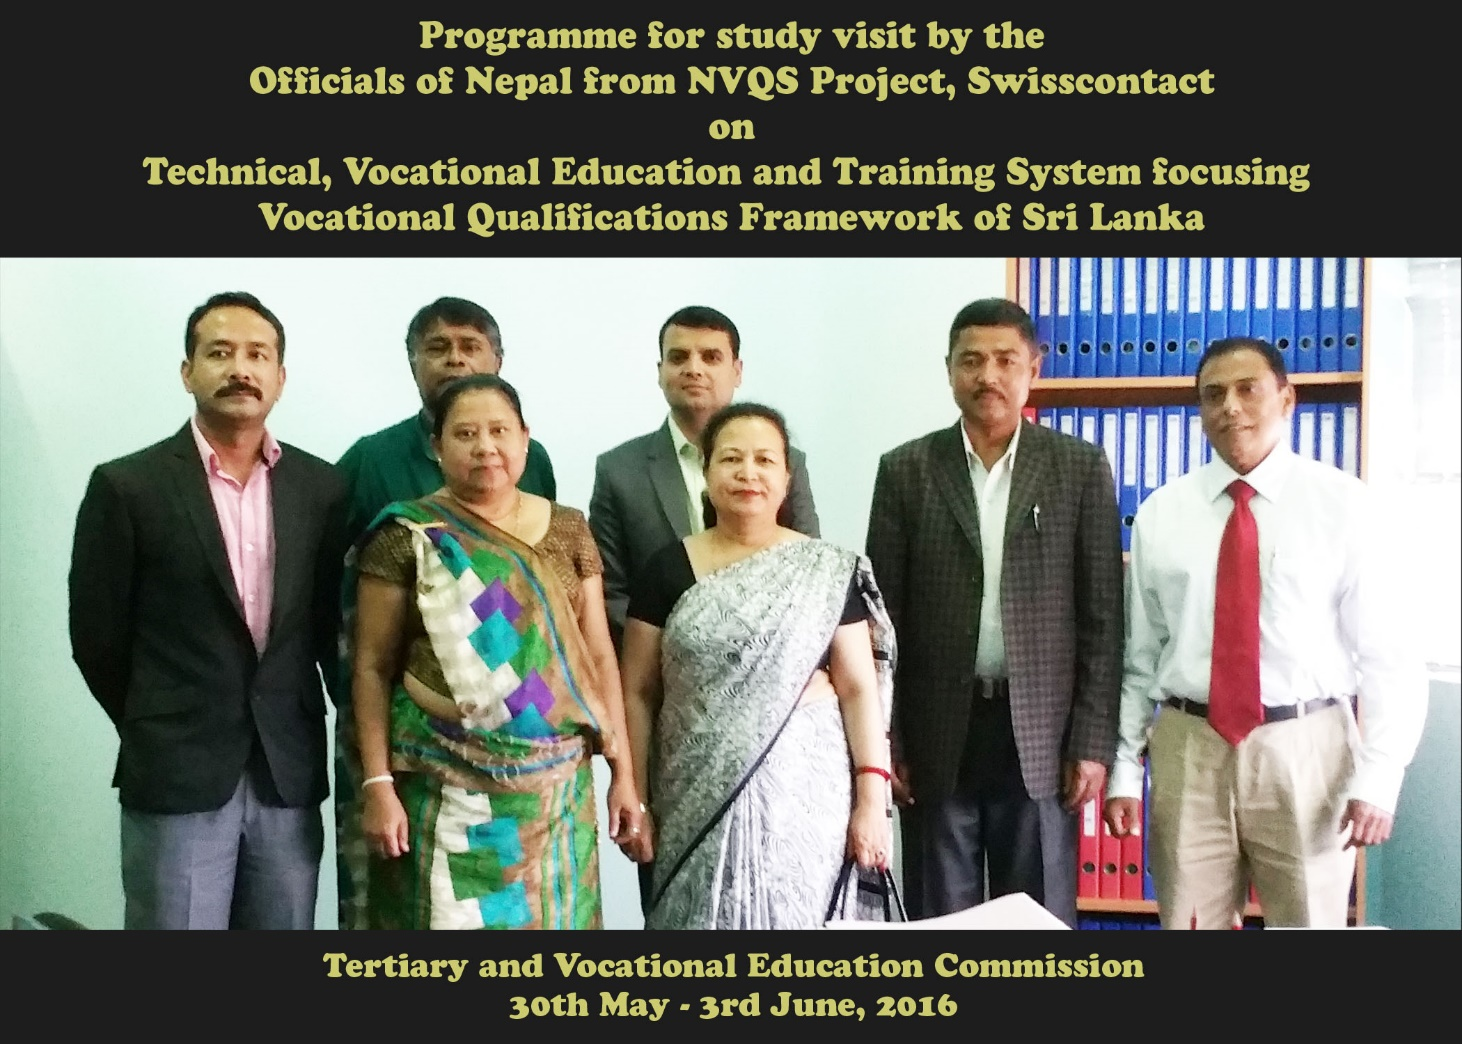 Programme for study visit by the
Officials of Nepal from NVQS Project, Swisscontact
on
Technical, Vocational Education and Training System focusing
Vocational Qualifications Framework of Sri Lanka
Tertiary and Vocational Education Commission
30th May - 3rd June, 2016